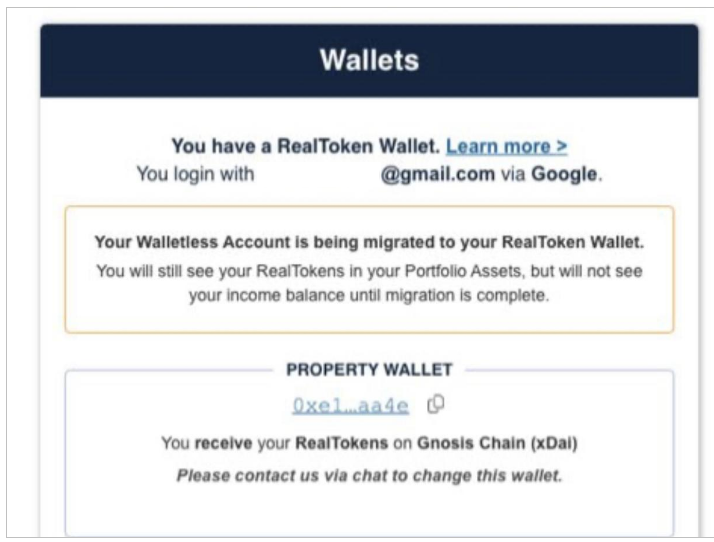 Wallets
You have a RealToken Wallet. Learn more >
You login with @gmail.com via Google.
Your Walletless Account is being migrated to your RealToken Wallet.
You will still see your RealTokens in your Portfolio Assets, but will not see
your income balance until migration is complete.
PROPERTY WALLET
0xe1…aa4e
You receive your RealTokens on Gnosis Chain (xDai)
Please contact us via chat to change this wallet.